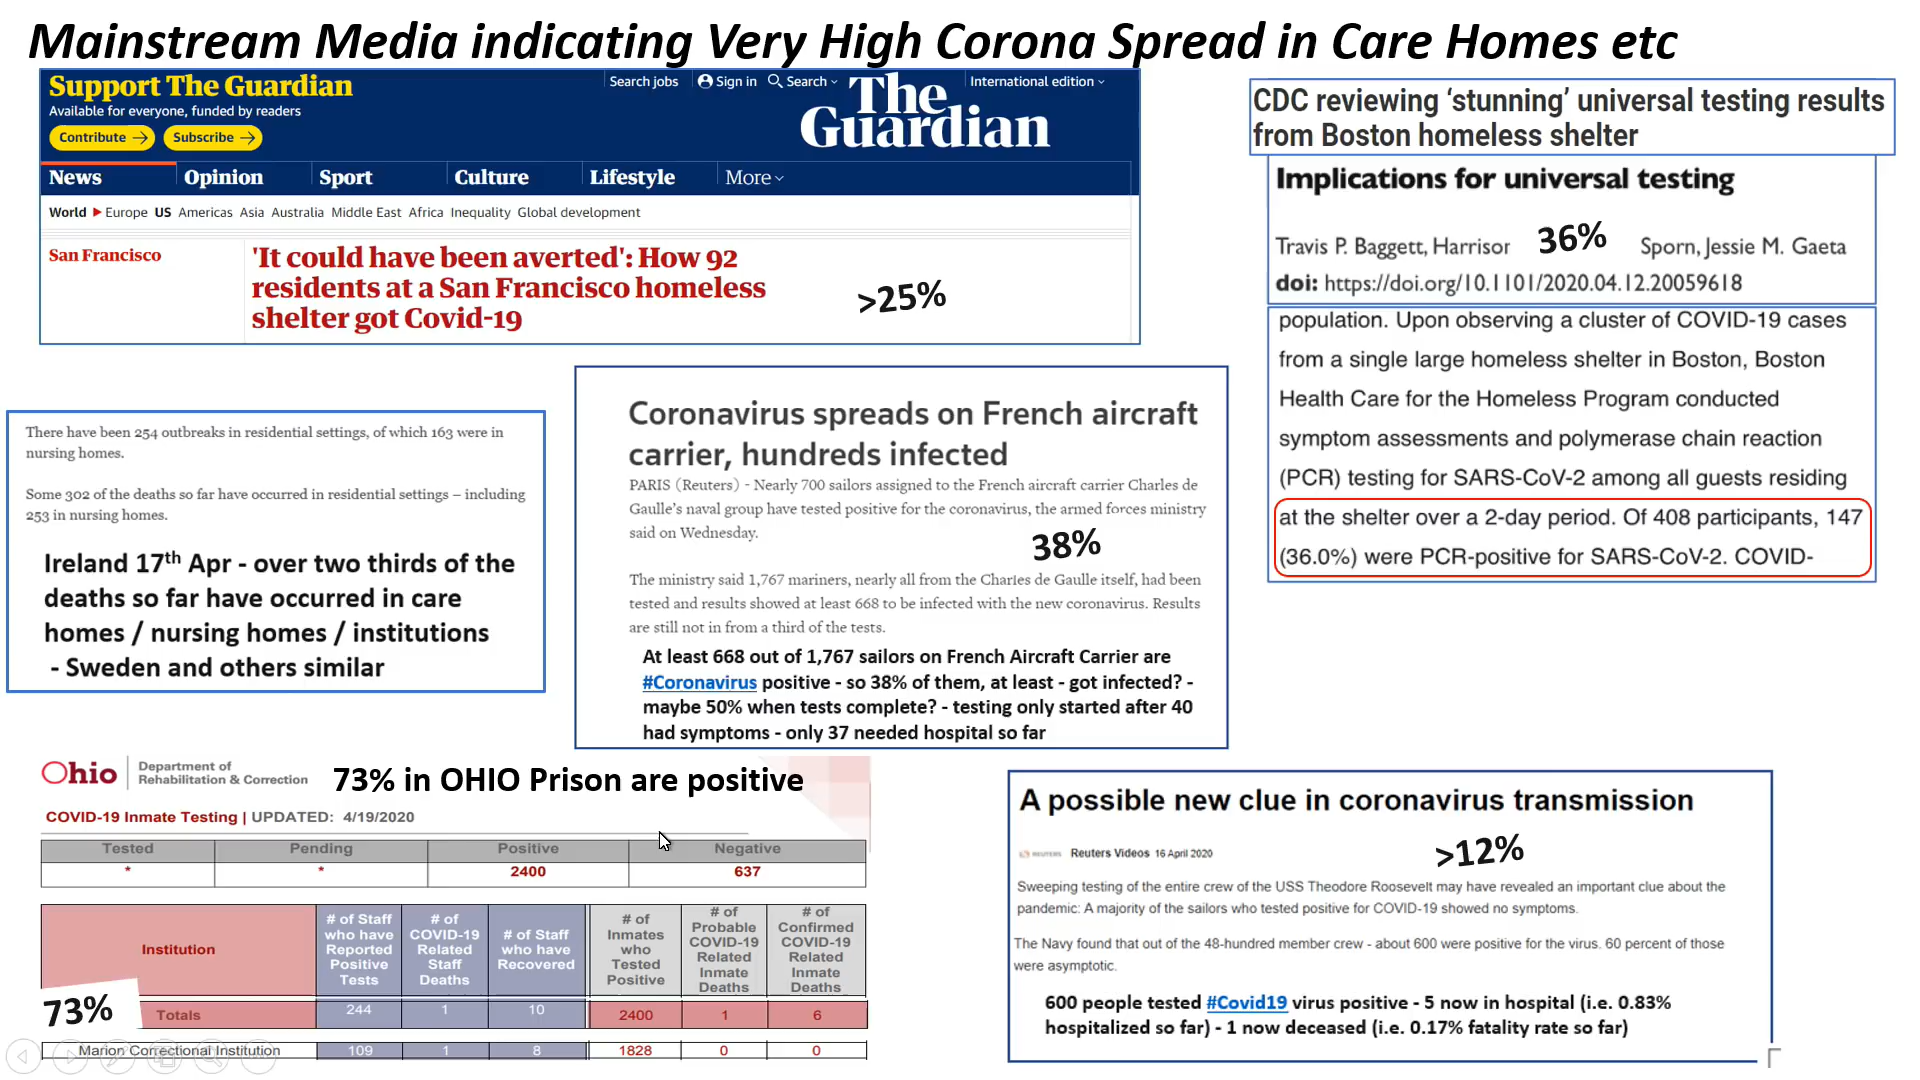 Mainstream Media indicating Very High Corona Spread in Care Homes etc
Support The Guardian
Available for everyone, funded by readers
Contribute →
Subscribe →
Search jobs
Sign in
Search
International edition
The
Guardian
News
Opinion
Sport
Culture
Lifestyle
More
World
Europe
US
Americas
Asia
Australia
Middle East
Africa
Inequality
Global development
San Francisco
'It could have been averted': How 92
residents at a San Francisco homeless
shelter got Covid-19
>25%
CDC reviewing ‘stunning’ universal testing results
from Boston homeless shelter
Implications for universal testing
Travis P. Baggett, Harrisor
36%
Sporn, Jessie M. Gaeta
doi: https://doi.org/10.1101/2020.04.12.20059618
population. Upon observing a cluster of COVID-19 cases
from a single large homeless shelter in Boston, Boston
Health Care for the Homeless Program conducted
symptom assessments and polymerase chain reaction
(PCR) testing for SARS-CoV-2 among all guests residing
at the shelter over a 2-day period. Of 408 participants, 147
(36.0%) were PCR-positive for SARS-CoV-2. COVID-
There have been 254 outbreaks in residential settings, of which 163 were in
nursing homes.
Some 302 of the deaths so far have occurred in residential settings – including
253 in nursing homes.
Ireland 17th Apr - over two thirds of the
deaths so far have occurred in care
homes / nursing homes / institutions
- Sweden and others similar
Coronavirus spreads on French aircraft
carrier, hundreds infected
PARIS (Reuters) - Nearly 700 sailors assigned to the French aircraft carrier Charles de
Gaulle’s naval group have tested positive for the coronavirus, the armed forces ministry
said on Wednesday.
38%
The ministry said 1,767 mariners, nearly all from the Charles de Gaulle itself, had been
tested and results showed at least 668 to be infected with the new coronavirus. Results
are still not in from a third of the tests.
At least 668 out of 1,767 sailors on French Aircraft Carrier are
#Coronavirus positive - so 38% of them, at least - got infected? -
maybe 50% when tests complete? - testing only started after 40
had symptoms - only 37 needed hospital so far
Ohio
Department of
Rehabilitation & Correction
73% in OHIO Prison are positive
COVID-19 Inmate Testing | UPDATED: 4/19/2020
Tested Pending Positive Negative
* * 2400 637
Institution
# of Staff
who have
Reported
Positive
Tests
# of
COVID-19
Related
Staff
Deaths
# of Staff
who have
Recovered
# of
Inmates
who
Tested
Positive
# of
Probable
COVID-19
Related
Inmate
Deaths
# of
Confirmed
COVID-19
Related
Inmate
Deaths
73%
Totals 244 1 10 2400 1 6
Marion Correctional Institution 109 1 8 1828 0 0
A possible new clue in coronavirus transmission
REUTERS Reuters Videos 16 April 2020
>12%
Sweeping testing of the entire crew of the USS Theodore Roosevelt may have revealed an important clue about the
pandemic: A majority of the sailors who tested positive for COVID-19 showed no symptoms.
The Navy found that out of the 48-hundred member crew - about 600 were positive for the virus. 60 percent of those
were asymptotic.
600 people tested #Covid19 virus positive - 5 now in hospital (i.e. 0.83%
hospitalized so far) - 1 now deceased (i.e. 0.17% fatality rate so far)